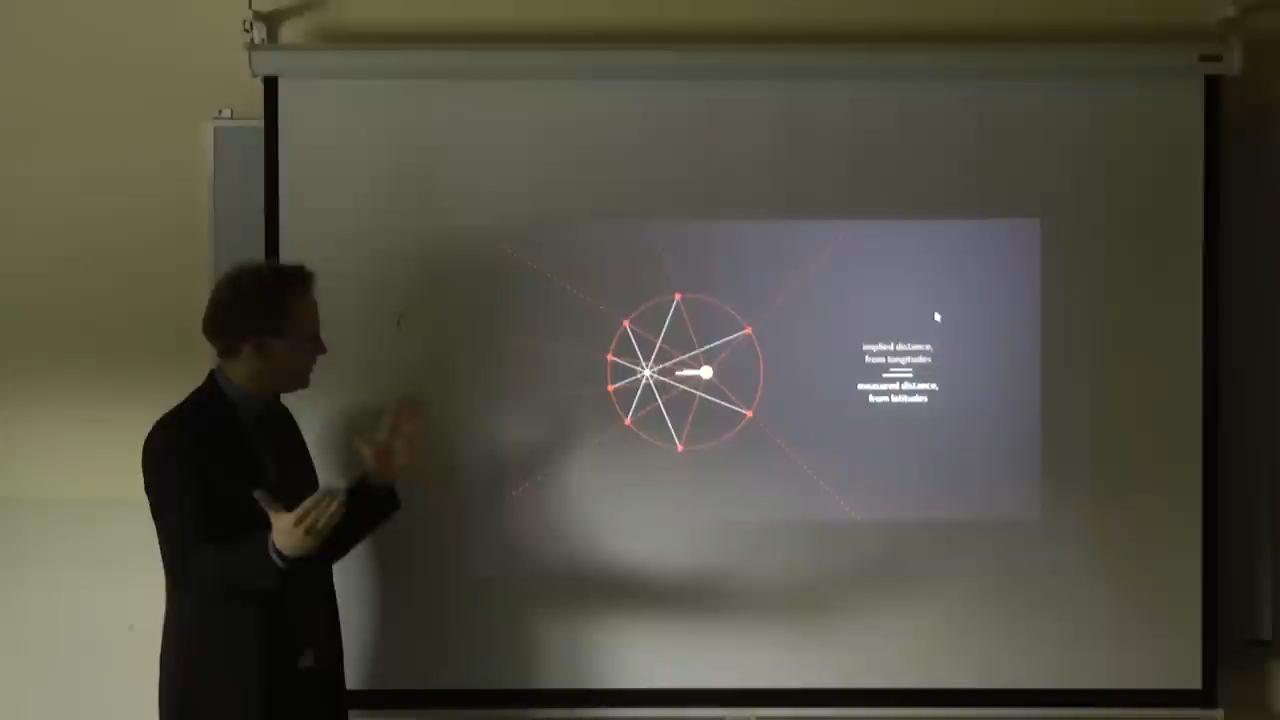 implied distance,
from longitudes
measured distance,
from latitudes